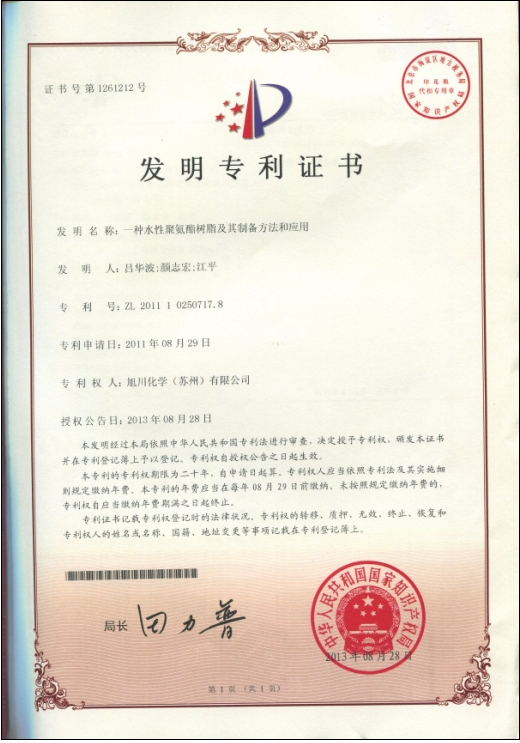 证书号第1261212号
印花税
代扣专用章
国家知识产权局
发明专利证书
发明名称：一种水性聚氨酯树脂及其制备方法和应用
发明人：吕华波;颜志宏;江平
专利号：ZL 2011 1 0250717.8
专利申请日：2011年08月29日
专利权人：旭川化学（苏州）有限公司
授权公告日：2013年08月28日
本发明经过本局依照中华人民共和国专利法进行审查，决定授予专利权，颁发本证书
并在专利登记簿上予以登记。专利权自授权公告之日起生效。
本专利的专利权期限为二十年，自申请日起算。专利权人应当依照专利法及其实施细
则规定缴纳年费。本专利的年费应当在每年08月29日前缴纳。未按照规定缴纳年费的，
专利权自应当缴纳年费期满之日起终止。
专利证书记载专利权登记时的法律状况。专利权的转移、质押、无效、终止、恢复和
专利权人的姓名或名称、国籍、地址变更等事项记载在专利登记簿上。
局长
田力普
中华人民共和国国家知识产权局
2013年08月28日
第1页（共1页）